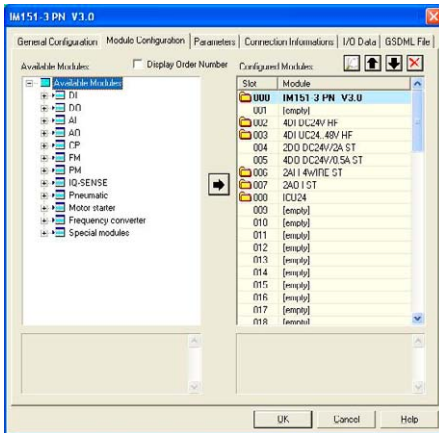 IM151-3 PN V3.0
General Configuration Module Configuration Parameters Connection Informations I/O Data GSDML File
Available Modules: Display Order Number Configured Modules:
Available Modules
DI
DO
AI
AO
CP
FM
PM
IQ-SENSE
Pneumatic
Motor starter
Frequency converter
Special modules
Slot Module
000 IM151-3 PN V3.0
001 [empty]
002 4DI DC24V HF
003 4DI UC24..48V HF
004 2DO DC24V/2A ST
005 4DO DC24V/0.5A ST
006 2AI I 4WIRE ST
007 2AO I ST
008 ICU24
009 [empty]
010 [empty]
011 [empty]
012 [empty]
013 [empty]
014 [empty]
015 [empty]
016 [empty]
017 [empty]
018 [empty]
OK Cancel Help